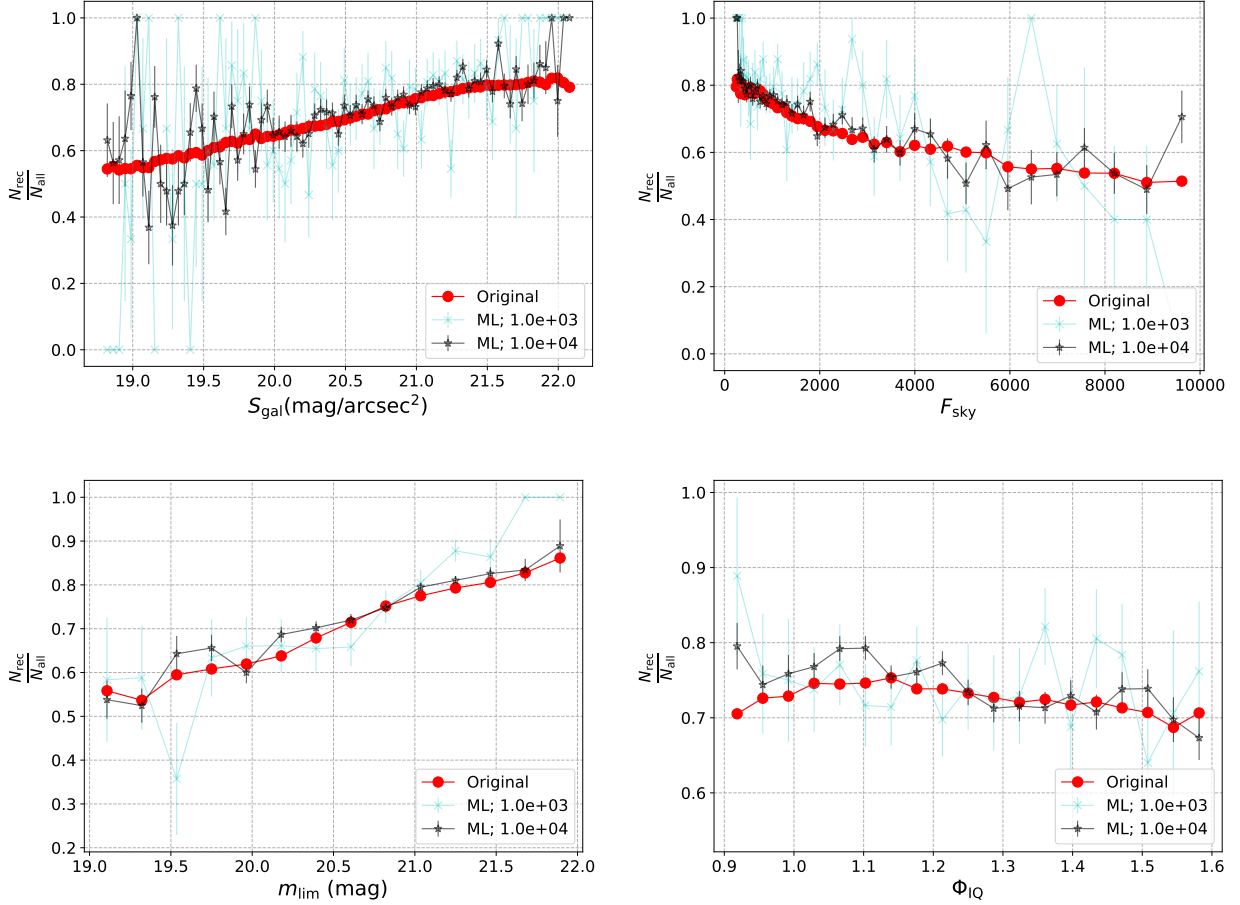 1.0
0.8
0.6
0.4
0.2
0.0
N_rec
N_all
Original
ML; 1.0e+03
ML; 1.0e+04
19.0 19.5 20.0 20.5 21.0 21.5 22.0
S_gal(mag/arcsec²)
1.0
0.8
0.6
0.4
0.2
0.0
N_rec
N_all
Original
ML; 1.0e+03
ML; 1.0e+04
0 2000 4000 6000 8000 10000
F_sky
1.0
0.9
0.8
0.7
0.6
0.5
0.4
0.3
0.2
N_rec
N_all
Original
ML; 1.0e+03
ML; 1.0e+04
19.0 19.5 20.0 20.5 21.0 21.5 22.0
m_lim (mag)
1.0
0.9
0.8
0.7
0.6
N_rec
N_all
Original
ML; 1.0e+03
ML; 1.0e+04
0.9 1.0 1.1 1.2 1.3 1.4 1.5 1.6
Φ_IQ